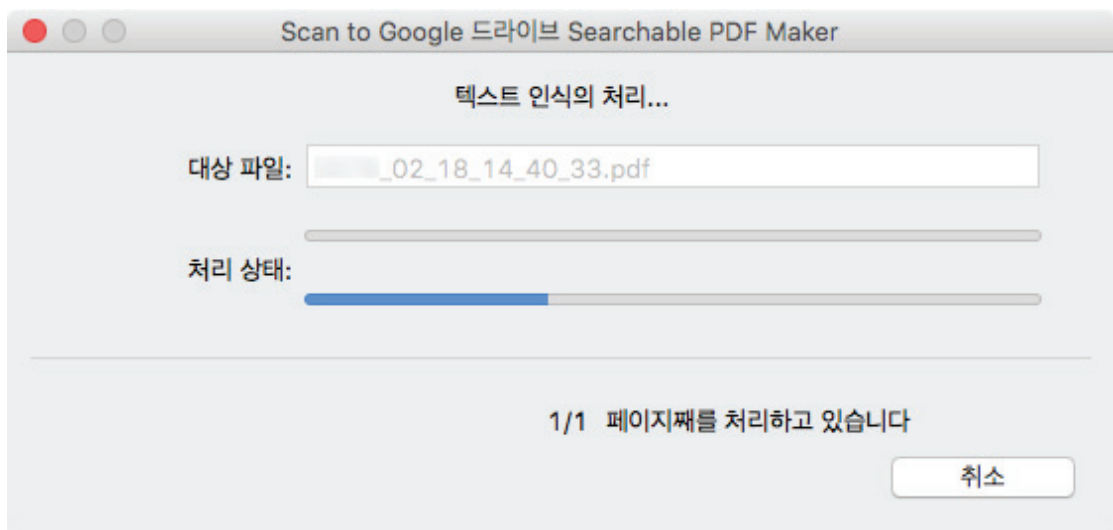 Scan to Google 드라이브 Searchable PDF Maker
텍스트 인식의 처리...
대상 파일: _02_18_14_40_33.pdf
처리 상태:
1/1 페이지째를 처리하고 있습니다
취소